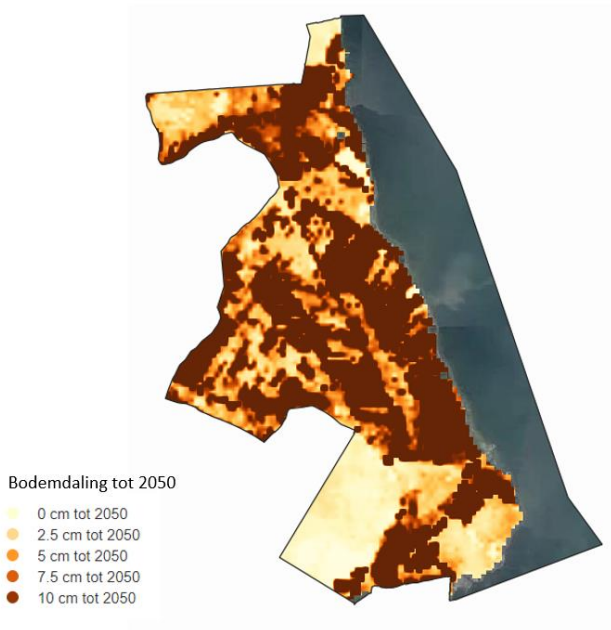 Bodemdaling tot 2050
0 cm tot 2050
2.5 cm tot 2050
5 cm tot 2050
7.5 cm tot 2050
10 cm tot 2050